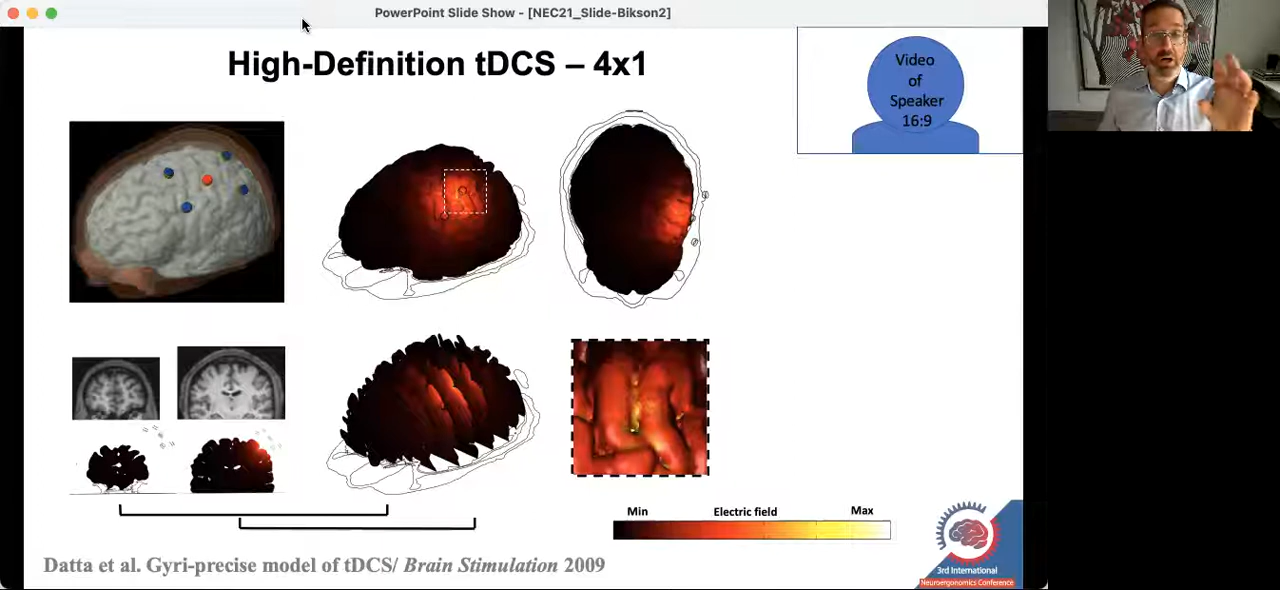 PowerPoint Slide Show - [NEC21_Slide-Bikson2]
High-Definition tDCS – 4x1
Video
of
Speaker
16:9
Min Electric field Max
Datta et al. Gyri-precise model of tDCS/ Brain Stimulation 2009
3rd International
Neuroergonomics Conference